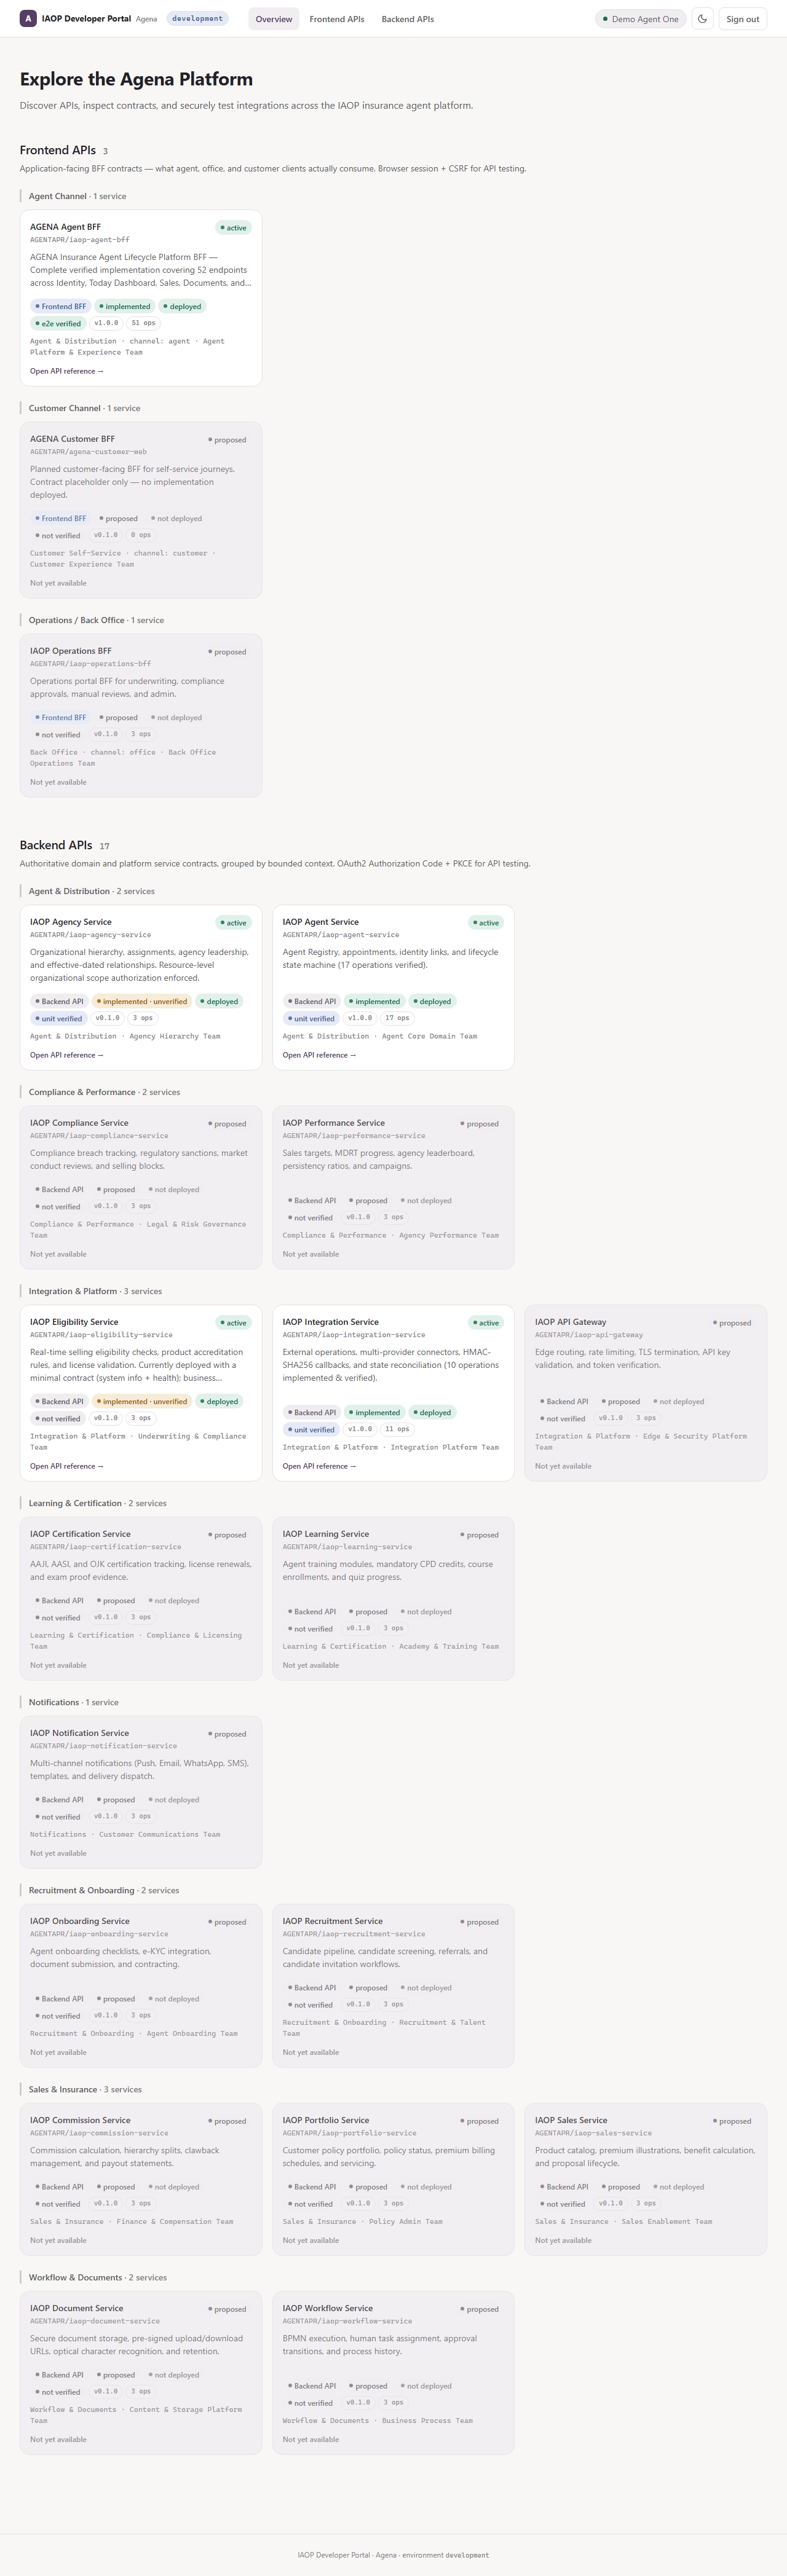 A IAOP Developer Portal Agena development Overview Frontend APIs Backend APIs Demo Agent One Sign out
Explore the Agena Platform
Discover APIs, inspect contracts, and securely test integrations across the IAOP insurance agent platform.
Frontend APIs 3
Application-facing BFF contracts — what agent, office, and customer clients actually consume. Browser session + CSRF for API testing.
Agent Channel · 1 service
AGENA Agent BFF
active
AGENTAPR/iaop-agent-bff
AGENA Insurance Agent Lifecycle Platform BFF —
Complete verified implementation covering 52 endpoints
across Identity, Today Dashboard, Sales, Documents, and...
Frontend BFF implemented deployed
e2e verified v1.0.0 51 ops
Agent & Distribution · channel: agent · Agent
Platform & Experience Team
Open API reference →
Customer Channel · 1 service
AGENA Customer BFF
proposed
AGENTAPR/agena-customer-web
Planned customer-facing BFF for self-service journeys.
Contract placeholder only — no implementation
deployed.
Frontend BFF proposed not deployed
not verified v0.1.0 0 ops
Customer Self-Service · channel: customer ·
Customer Experience Team
Not yet available
Operations / Back Office · 1 service
IAOP Operations BFF
proposed
AGENTAPR/iaop-operations-bff
Operations portal BFF for underwriting, compliance
approvals, manual reviews, and admin.
Frontend BFF proposed not deployed
not verified v0.1.0 3 ops
Back Office · channel: office · Back Office
Operations Team
Not yet available
Backend APIs 17
Authoritative domain and platform service contracts, grouped by bounded context. OAuth2 Authorization Code + PKCE for API testing.
Agent & Distribution · 2 services
IAOP Agency Service
active
AGENTAPR/iaop-agency-service
Organizational hierarchy, assignments, agency leadership,
and effective-dated relationships. Resource-level
organizational scope authorization enforced.
Backend API implemented · unverified deployed
unit verified v0.1.0 3 ops
Agent & Distribution · Agency Hierarchy Team
Open API reference →
IAOP Agent Service
active
AGENTAPR/iaop-agent-service
Agent Registry, appointments, identity links, and lifecycle
state machine (17 operations verified).
Backend API implemented deployed
unit verified v1.0.0 17 ops
Agent & Distribution · Agent Core Domain Team
Open API reference →
Compliance & Performance · 2 services
IAOP Compliance Service
proposed
AGENTAPR/iaop-compliance-service
Compliance breach tracking, regulatory sanctions, market
conduct reviews, and selling blocks.
Backend API proposed not deployed
not verified v0.1.0 3 ops
Compliance & Performance · Legal & Risk Governance
Team
Not yet available
IAOP Performance Service
proposed
AGENTAPR/iaop-performance-service
Sales targets, MDRT progress, agency leaderboard,
persistency ratios, and campaigns.
Backend API proposed not deployed
not verified v0.1.0 3 ops
Compliance & Performance · Agency Performance Team
Not yet available
Integration & Platform · 3 services
IAOP Eligibility Service
active
AGENTAPR/iaop-eligibility-service
Real-time selling eligibility checks, product accreditation
rules, and license validation. Currently deployed with a
minimal contract (system info + health); business...
Backend API implemented · unverified deployed
not verified v0.1.0 3 ops
Integration & Platform · Underwriting & Compliance
Team
Open API reference →
IAOP Integration Service
active
AGENTAPR/iaop-integration-service
External operations, multi-provider connectors, HMAC-
SHA256 callbacks, and state reconciliation (10 operations
implemented & verified).
Backend API implemented deployed
unit verified v1.0.0 11 ops
Integration & Platform · Integration Platform Team
Open API reference →
IAOP API Gateway
proposed
AGENTAPR/iaop-api-gateway
Edge routing, rate limiting, TLS termination, API key
validation, and token verification.
Backend API proposed not deployed
not verified v0.1.0 3 ops
Integration & Platform · Edge & Security Platform
Team
Not yet available
Learning & Certification · 2 services
IAOP Certification Service
proposed
AGENTAPR/iaop-certification-service
AAJI, AASI, and OJK certification tracking, license renewals,
and exam proof evidence.
Backend API proposed not deployed
not verified v0.1.0 3 ops
Learning & Certification · Compliance & Licensing
Team
Not yet available
IAOP Learning Service
proposed
AGENTAPR/iaop-learning-service
Agent training modules, mandatory CPD credits, course
enrollments, and quiz progress.
Backend API proposed not deployed
not verified v0.1.0 3 ops
Learning & Certification · Academy & Training Team
Not yet available
Notifications · 1 service
IAOP Notification Service
proposed
AGENTAPR/iaop-notification-service
Multi-channel notifications (Push, Email, WhatsApp, SMS),
templates, and delivery dispatch.
Backend API proposed not deployed
not verified v0.1.0 3 ops
Notifications · Customer Communications Team
Not yet available
Recruitment & Onboarding · 2 services
IAOP Onboarding Service
proposed
AGENTAPR/iaop-onboarding-service
Agent onboarding checklists, e-KYC integration,
document submission, and contracting.
Backend API proposed not deployed
not verified v0.1.0 3 ops
Recruitment & Onboarding · Agent Onboarding Team
Not yet available
IAOP Recruitment Service
proposed
AGENTAPR/iaop-recruitment-service
Candidate pipeline, candidate screening, referrals, and
candidate invitation workflows.
Backend API proposed not deployed
not verified v0.1.0 3 ops
Recruitment & Onboarding · Recruitment & Talent
Team
Not yet available
Sales & Insurance · 3 services
IAOP Commission Service
proposed
AGENTAPR/iaop-commission-service
Commission calculation, hierarchy splits, clawback
management, and payout statements.
Backend API proposed not deployed
not verified v0.1.0 3 ops
Sales & Insurance · Finance & Compensation Team
Not yet available
IAOP Portfolio Service
proposed
AGENTAPR/iaop-portfolio-service
Customer policy portfolio, policy status, premium billing
schedules, and servicing.
Backend API proposed not deployed
not verified v0.1.0 3 ops
Sales & Insurance · Policy Admin Team
Not yet available
IAOP Sales Service
proposed
AGENTAPR/iaop-sales-service
Product catalog, premium illustrations, benefit calculation,
and proposal lifecycle.
Backend API proposed not deployed
not verified v0.1.0 3 ops
Sales & Insurance · Sales Enablement Team
Not yet available
Workflow & Documents · 2 services
IAOP Document Service
proposed
AGENTAPR/iaop-document-service
Secure document storage, pre-signed upload/download
URLs, optical character recognition, and retention.
Backend API proposed not deployed
not verified v0.1.0 3 ops
Workflow & Documents · Content & Storage Platform
Team
Not yet available
IAOP Workflow Service
proposed
AGENTAPR/iaop-workflow-service
BPMN execution, human task assignment, approval
transitions, and process history.
Backend API proposed not deployed
not verified v0.1.0 3 ops
Workflow & Documents · Business Process Team
Not yet available
IAOP Developer Portal · Agena · environment development